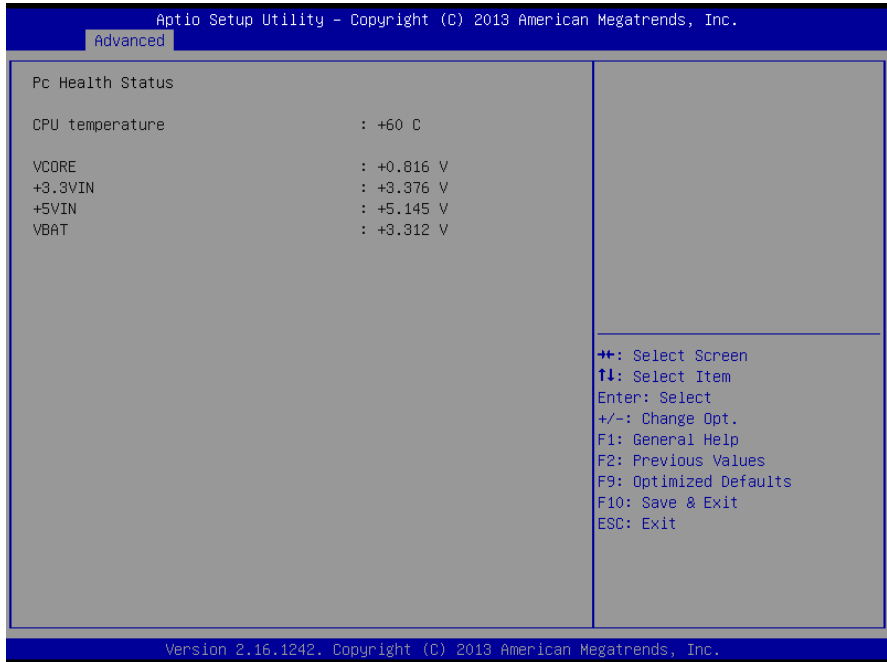 Aptio Setup Utility – Copyright (C) 2013 American Megatrends, Inc.
Advanced
Pc Health Status
CPU temperature : +60 C
VCORE : +0.816 V
+3.3VIN : +3.376 V
+5VIN : +5.145 V
VBAT : +3.312 V
→←: Select Screen
↑↓: Select Item
Enter: Select
+/-: Change Opt.
F1: General Help
F2: Previous Values
F9: Optimized Defaults
F10: Save & Exit
ESC: Exit
Version 2.16.1242. Copyright (C) 2013 American Megatrends, Inc.